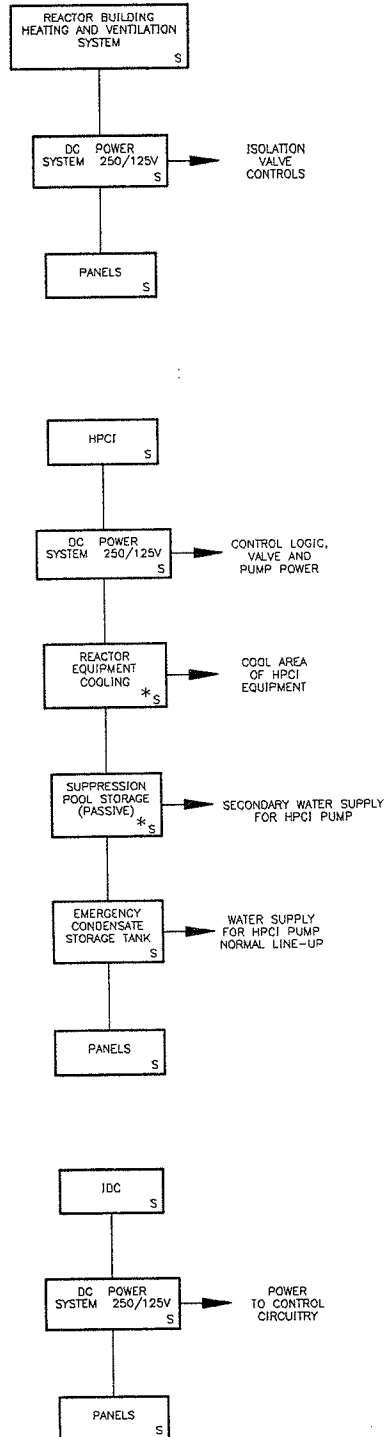 REACTOR BUILDING
HEATING AND VENTILATION
SYSTEM
S
DC POWER
SYSTEM 250/125V
S
ISOLATION
VALVE
CONTROLS
PANELS
S
HPCI
S
DC POWER
SYSTEM 250/125V
S
CONTROL LOGIC,
VALVE AND
PUMP POWER
REACTOR
EQUIPMENT
COOLING
*S
COOL AREA
OF HPCI
EQUIPMENT
SUPPRESSION
POOL STORAGE
(PASSIVE)
*S
SECONDARY WATER SUPPLY
FOR HPCI PUMP
EMERGENCY
CONDENSATE
STORAGE TANK
S
WATER SUPPLY
FOR HPCI PUMP
NORMAL LINE-UP
PANELS
S
IDC
S
DC POWER
SYSTEM 250/125V
S
POWER
TO CONTROL
CIRCUITRY
PANELS
S